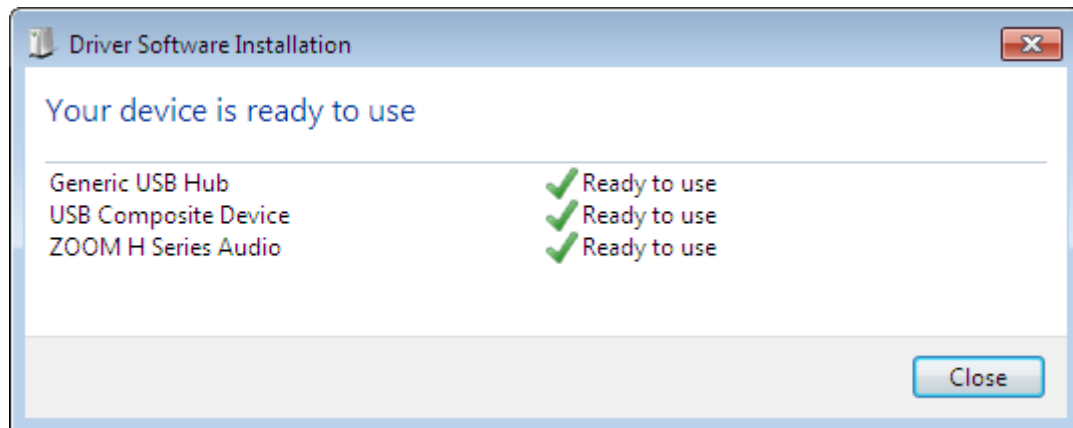 Driver Software Installation
Your device is ready to use
Generic USB Hub Ready to use
USB Composite Device Ready to use
ZOOM H Series Audio Ready to use
Close